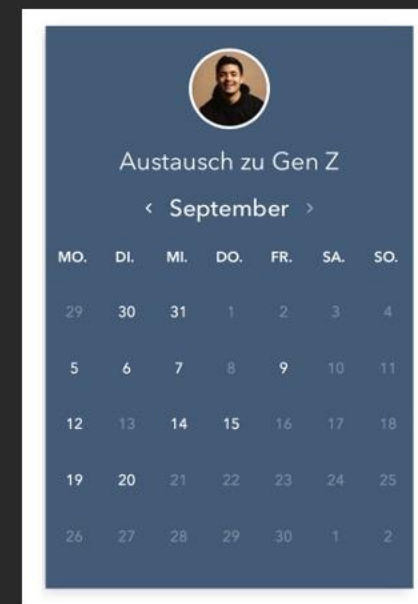 Austausch zu Gen Z
‹ September ›
MO. DI. MI. DO. FR. SA. SO.
29 30 31 1 2 3 4
5 6 7 8 9 10 11
12 13 14 15 16 17 18
19 20 21 22 23 24 25
26 27 28 29 30 1 2